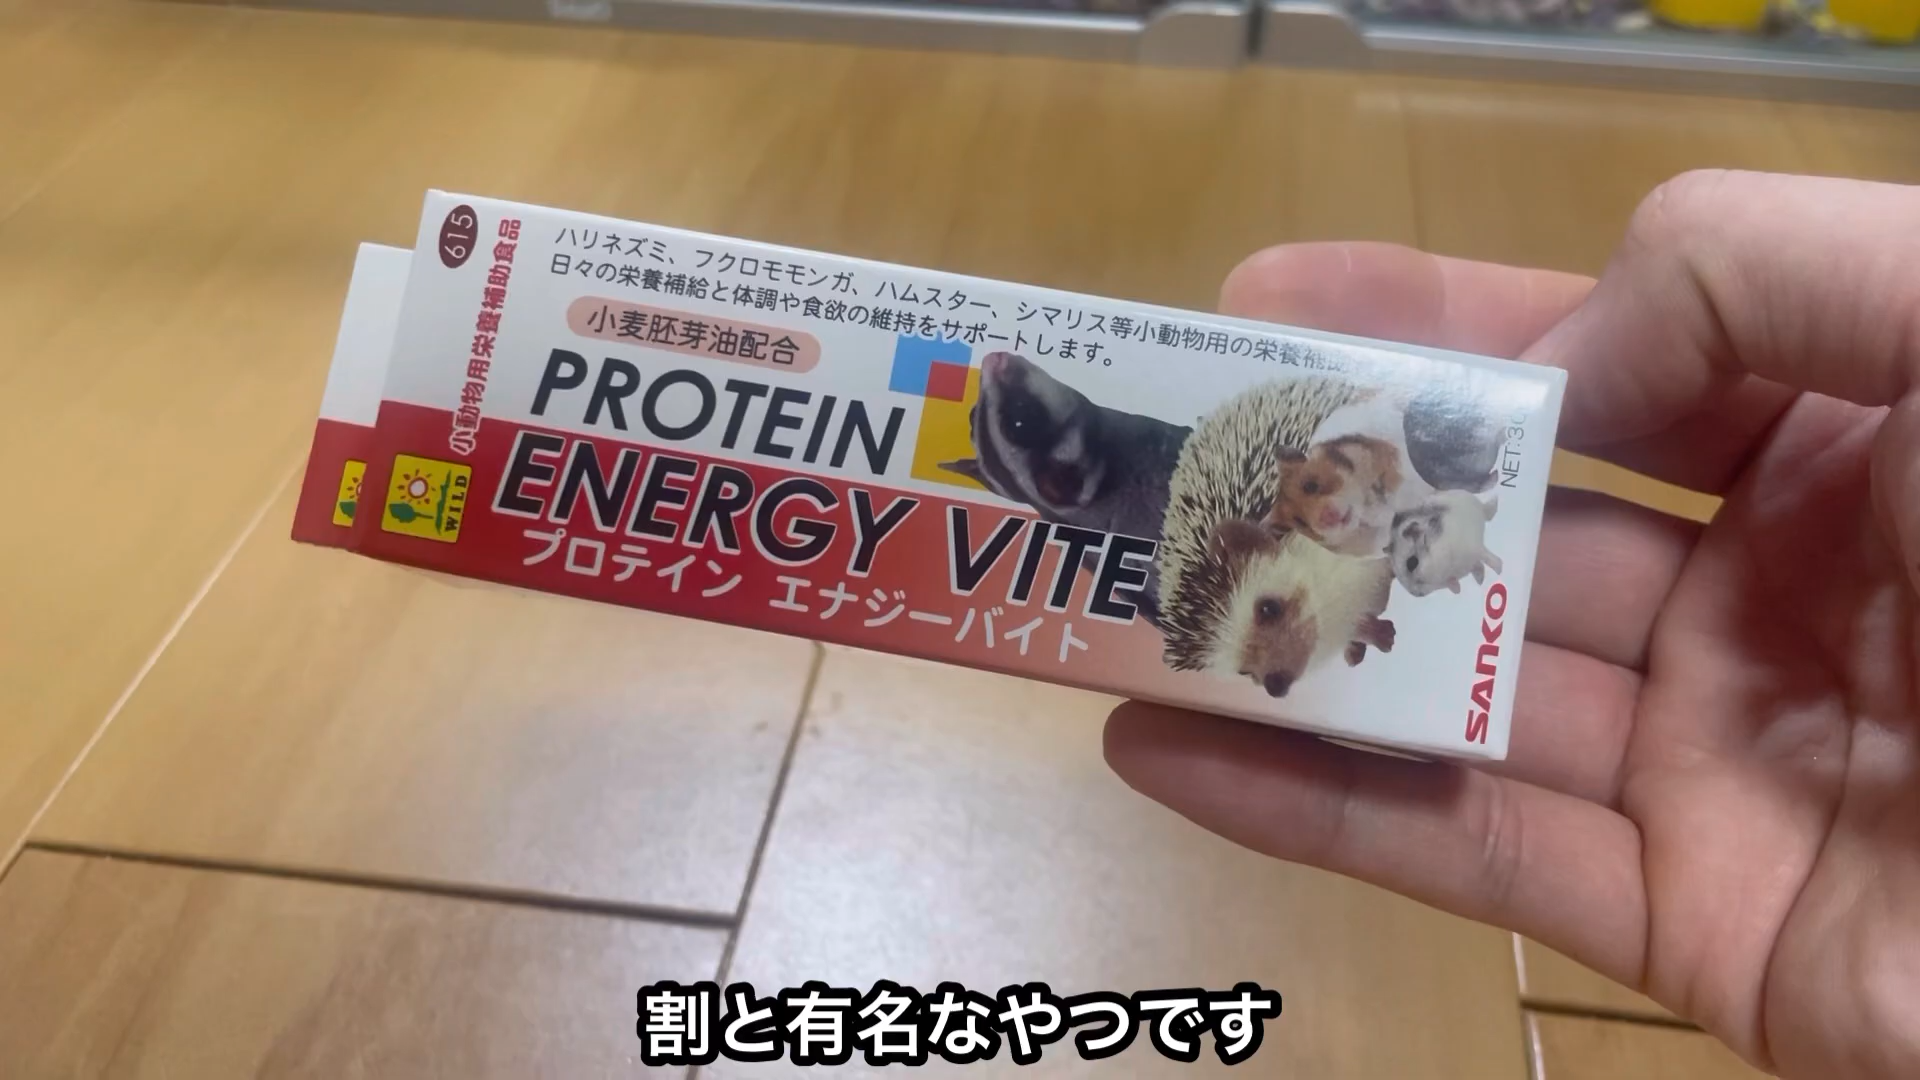 615
小動物用栄養補助食品
ハリネズミ、フクロモモンガ、ハムスター、シマリス等小動物用の栄養補助
日々の栄養補給と体調や食欲の維持をサポートします。
小麦胚芽油配合
PROTEIN
ENERGY VITE
プロテイン エナジーバイト
WILD
NET:30
SANKO
割と有名なやつです